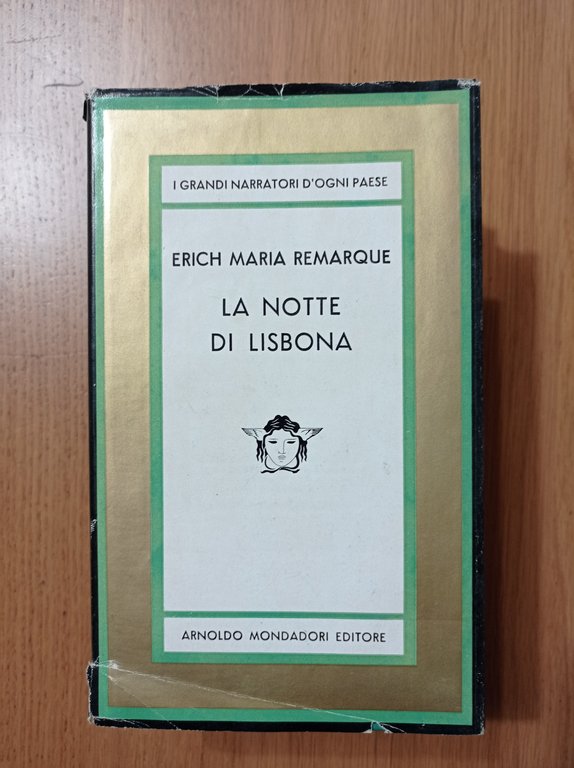 I GRANDI NARRATORI D'OGNI PAESE
ERICH MARIA REMARQUE
LA NOTTE
DI LISBONA
ARNOLDO MONDADORI EDITORE